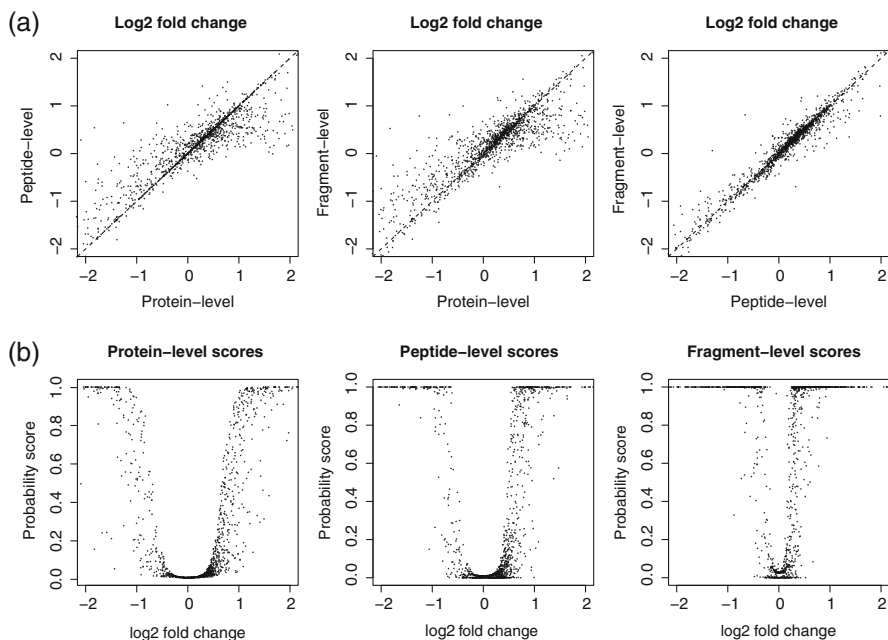 (a)
Log2 fold change
Log2 fold change
Log2 fold change
Peptide−level
2
1
0
−1
−2
−2 −1 0 1 2
Protein−level
Fragment−level
2
1
0
−1
−2
−2 −1 0 1 2
Protein−level
Fragment−level
2
1
0
−1
−2
−2 −1 0 1 2
Peptide−level
(b)
Protein−level scores
Peptide−level scores
Fragment−level scores
Probability score
1.0
0.8
0.6
0.4
0.2
0.0
−2 −1 0 1 2
log2 fold change
Probability score
1.0
0.8
0.6
0.4
0.2
0.0
−2 −1 0 1 2
log2 fold change
Probability score
1.0
0.8
0.6
0.4
0.2
0.0
−2 −1 0 1 2
log2 fold change